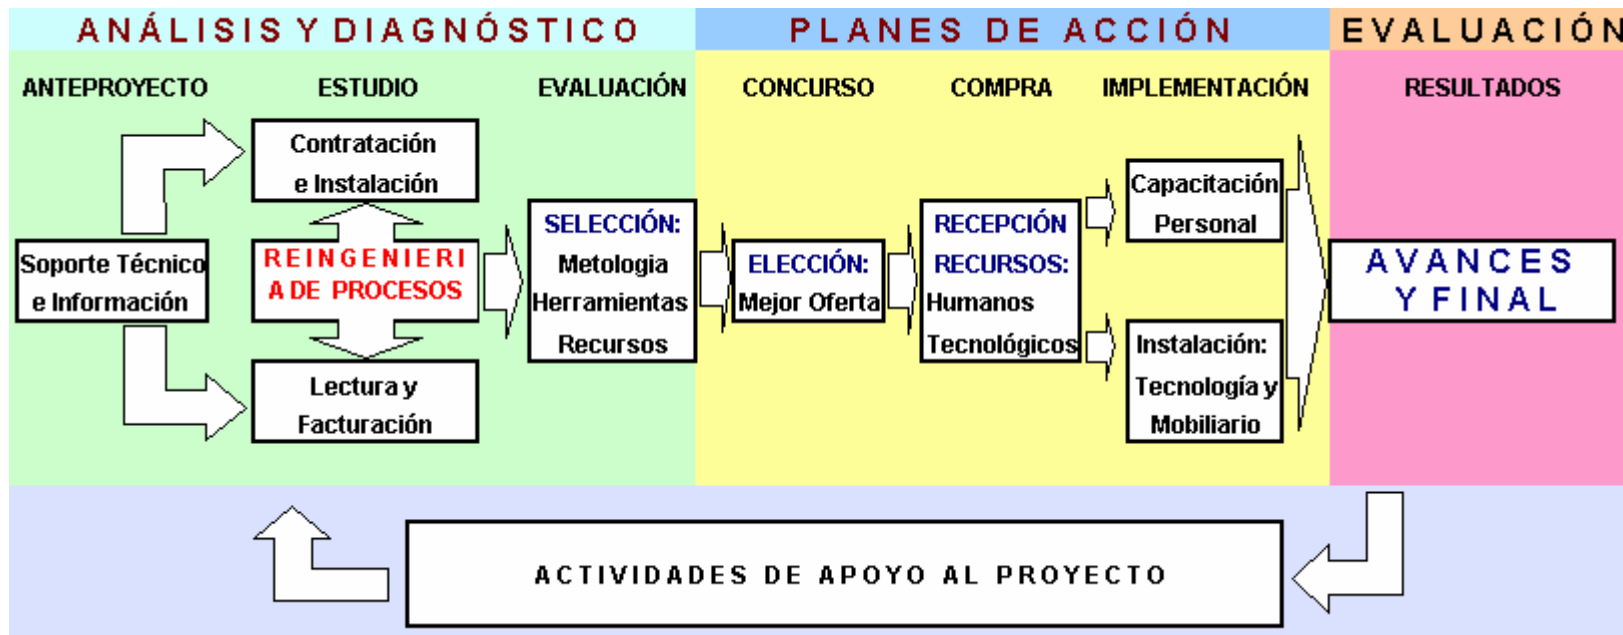 ANÁLISIS Y DIAGNÓSTICO
PLANES DE ACCIÓN
EVALUACIÓN
ANTEPROYECTO
ESTUDIO
EVALUACIÓN
CONCURSO
COMPRA
IMPLEMENTACIÓN
RESULTADOS
Soporte Técnico
e Información
Contratación
e Instalación
REINGENIERI
A DE PROCESOS
Lectura y
Facturación
SELECCIÓN:
Metologia
Herramientas
Recursos
ELECCIÓN:
Mejor Oferta
RECEPCIÓN
RECURSOS:
Humanos
Tecnológicos
Capacitación
Personal
Instalación:
Tecnología y
Mobiliario
AVANCES
Y FINAL
ACTIVIDADES DE APOYO AL PROYECTO